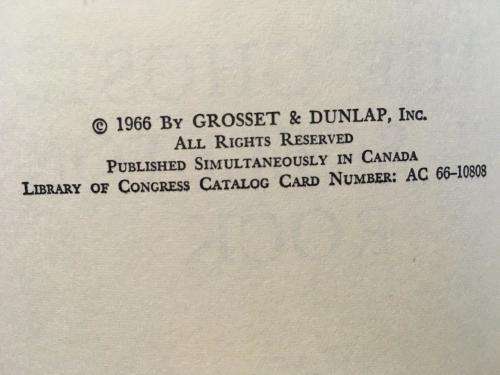 © 1966 By GROSSET & DUNLAP, Inc.
All Rights Reserved
Published Simultaneously in Canada
Library of Congress Catalog Card Number: AC 66-10808